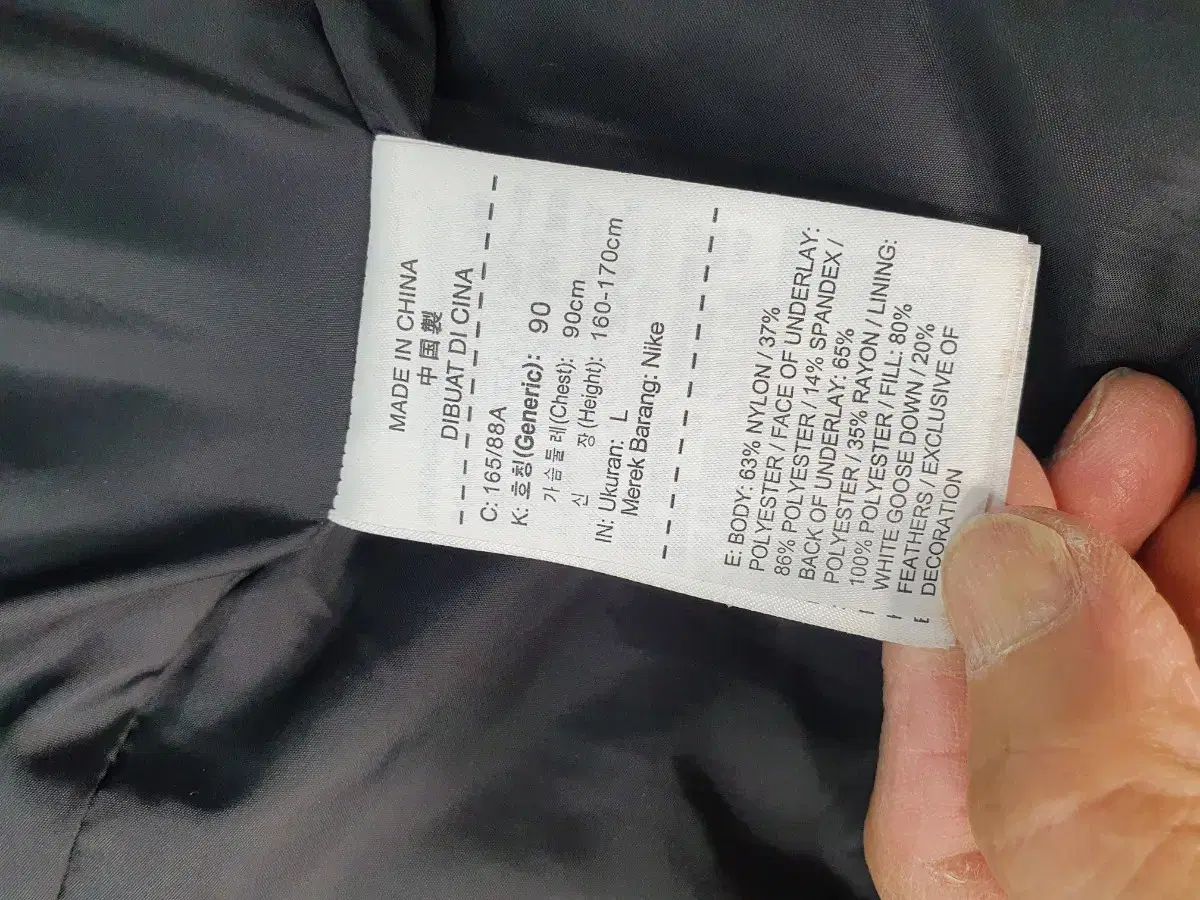 MADE IN CHINA
中国製
DIBUAT DI CINA
C: 165/88A
K: 호칭(Generic): 90
가슴둘레(Chest): 90cm
신 장(Height): 160-170cm
IN: Ukuran: L
Merek Barang: Nike
E: BODY: 63% NYLON / 37%
POLYESTER / FACE OF UNDERLAY:
86% POLYESTER / 14% SPANDEX /
BACK OF UNDERLAY: 65%
POLYESTER / 35% RAYON / LINING:
100% POLYESTER / FILL: 80%
WHITE GOOSE DOWN / 20%
FEATHERS / EXCLUSIVE OF
DECORATION